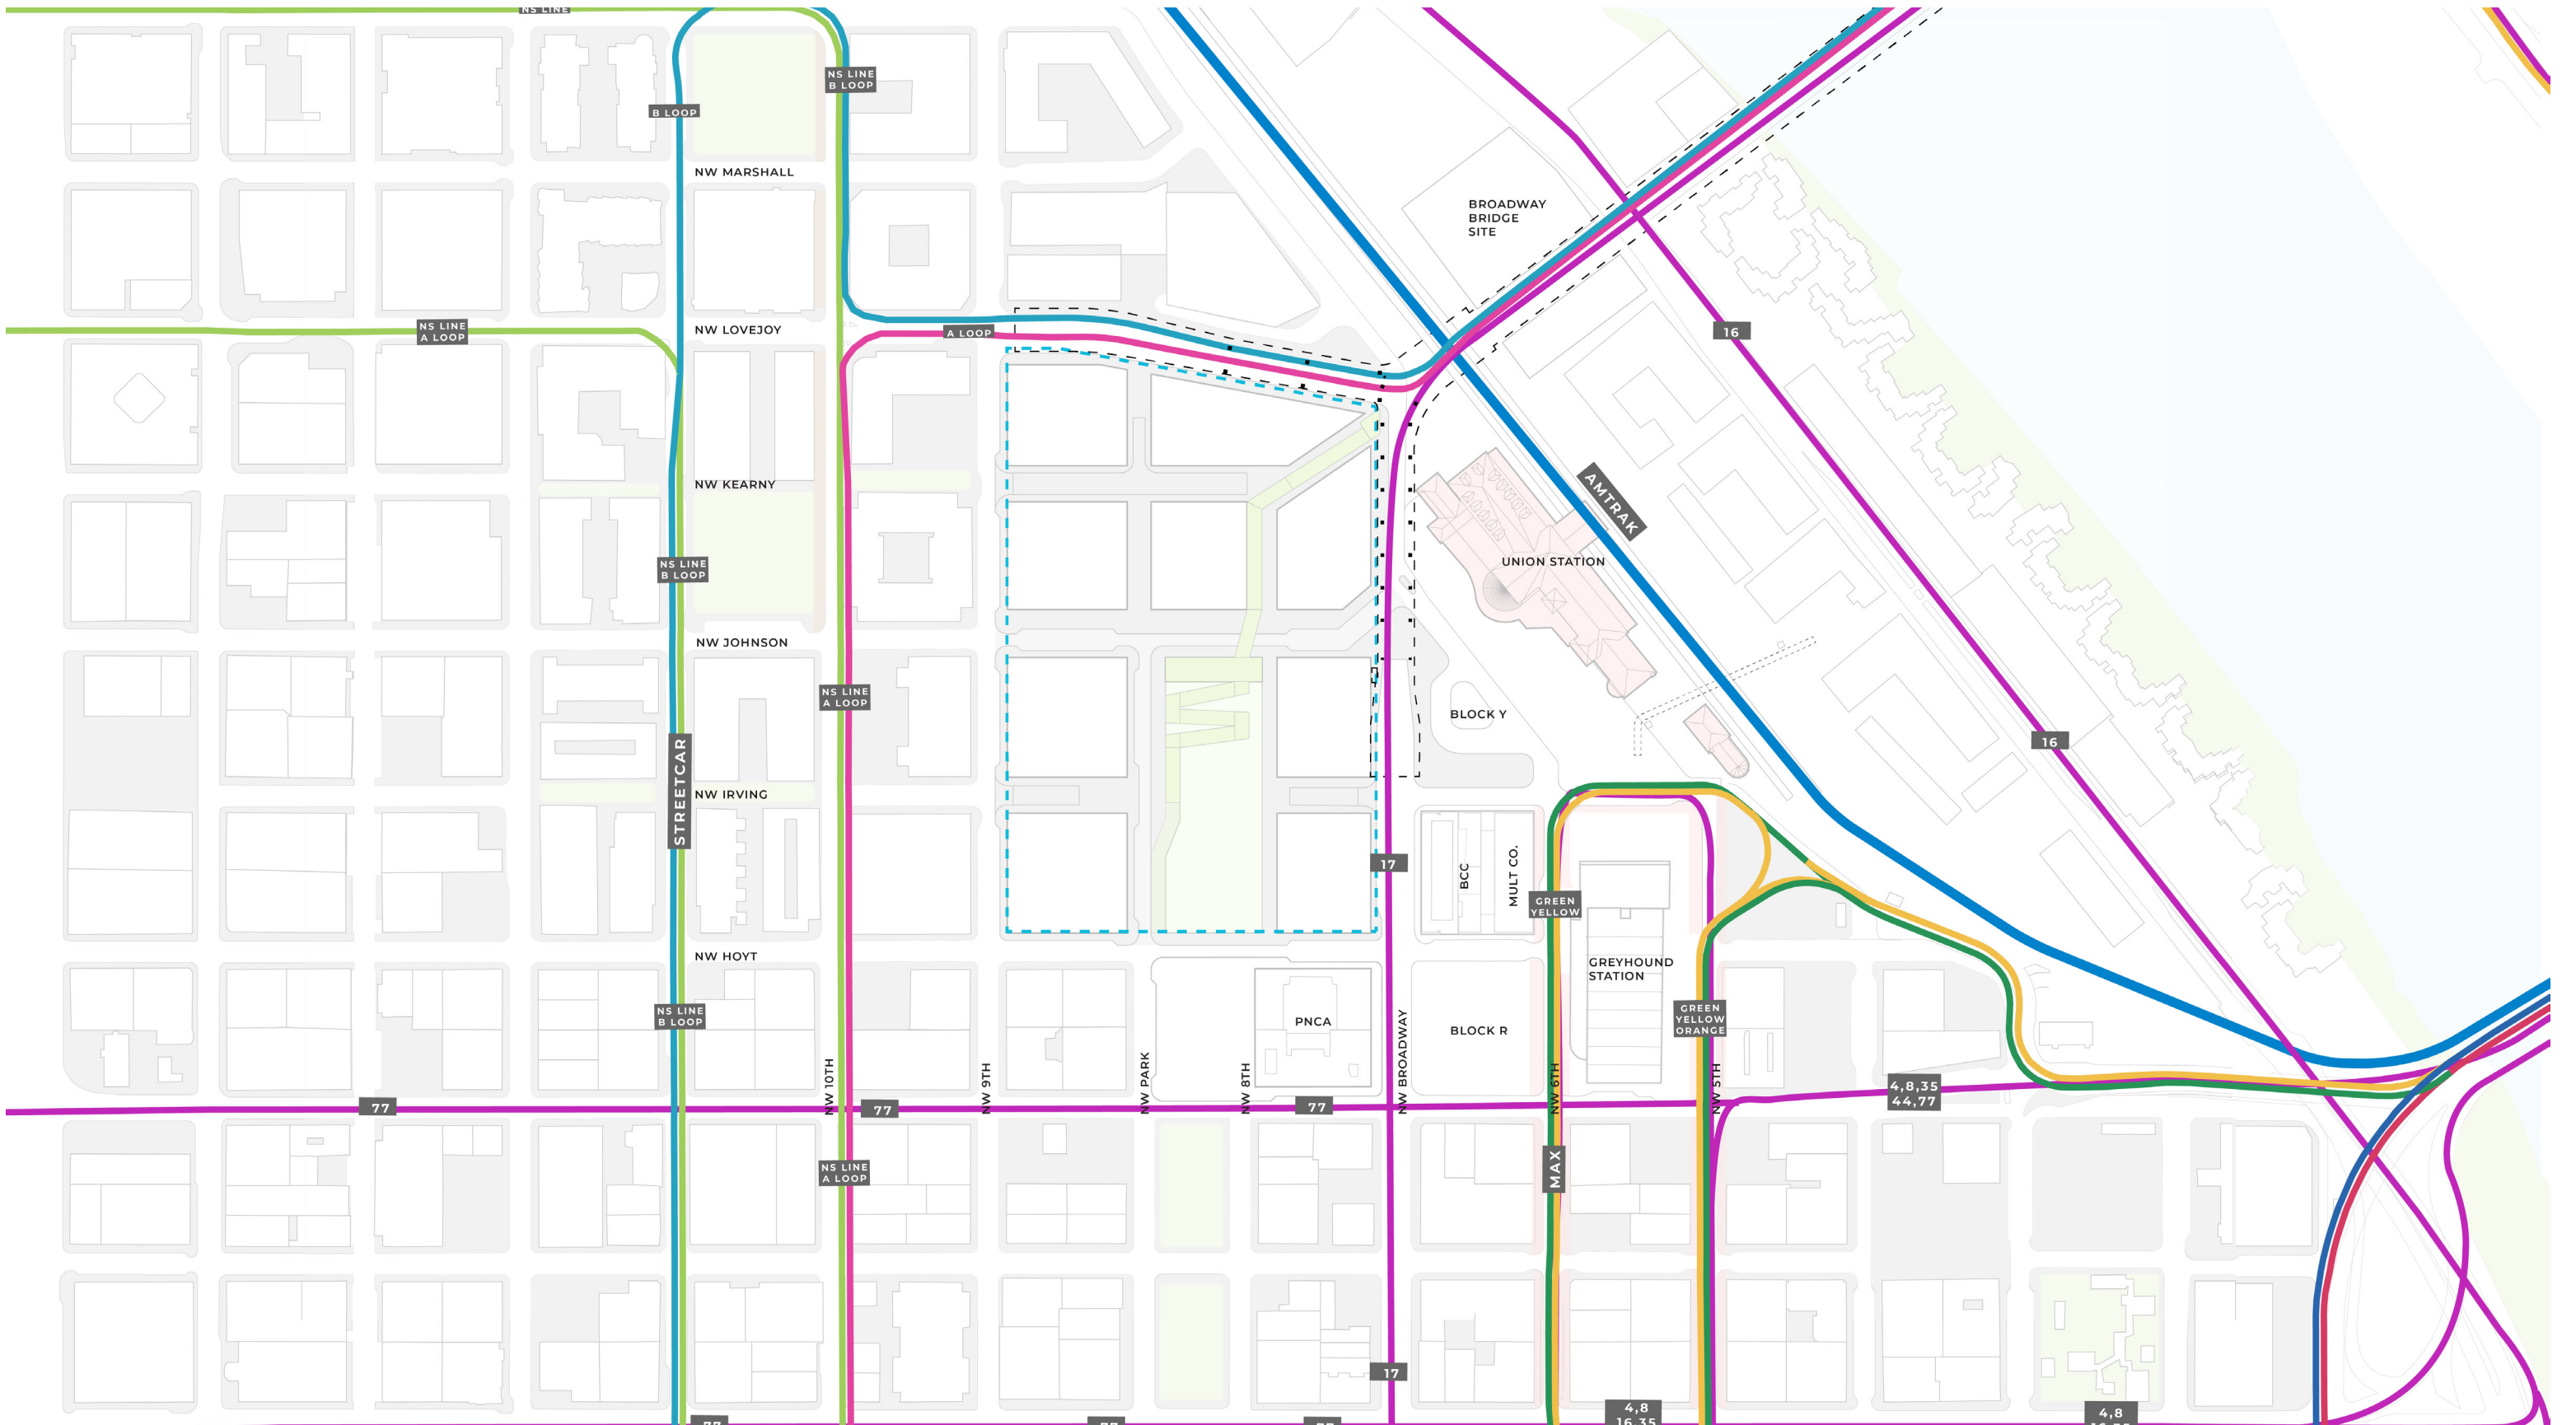 NS LINE
NS LINE
B LOOP
B LOOP
NW MARSHALL
BROADWAY
BRIDGE
SITE
NS LINE
A LOOP
NW LOVEJOY
A LOOP
16
NW KEARNY
AMTRAK
UNION STATION
NS LINE
B LOOP
NW JOHNSON
NS LINE
A LOOP
BLOCK Y
16
STREETCAR
NW IRVING
17
BCC
MULT CO.
GREEN
YELLOW
NW HOYT
GREYHOUND
STATION
NS LINE
B LOOP
PNCA
BLOCK R
GREEN
YELLOW
ORANGE
NW 10TH
NW 9TH
NW PARK
NW 8TH
NW BROADWAY
NW 6TH
NW 5TH
4,8,35
44,77
77
77
77
NS LINE
A LOOP
MAX
17
77
77
77
4,8
16,35
4,8